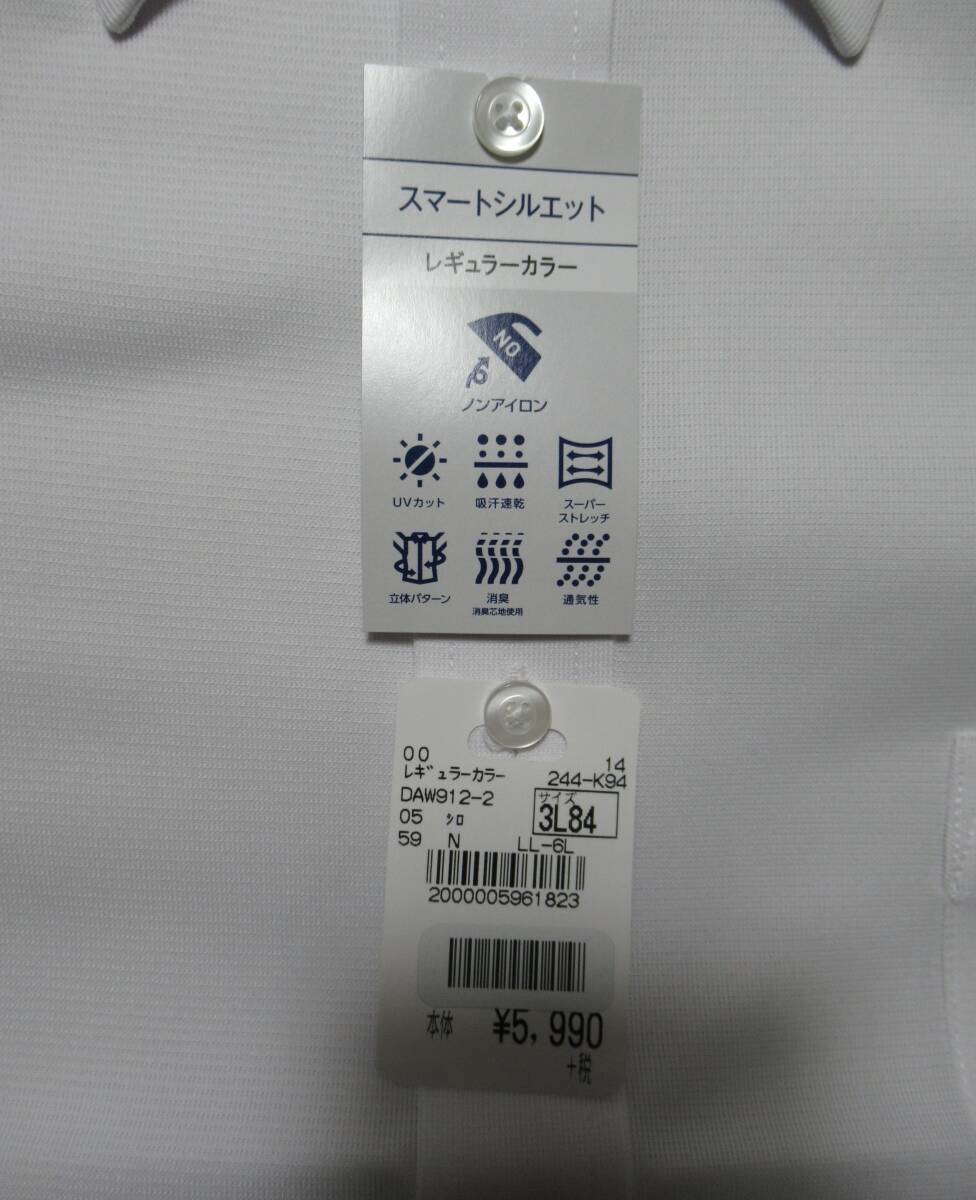 スマートシルエット
レギュラーカラー
NO
ノンアイロン
UVカット 吸汗速乾 スーパーストレッチ
立体パターン 消臭 通気性
消臭芯地使用
00 14
ﾚｷﾞｭﾗｰｶﾗｰ 244-K94
DAW912-2 サイズ
05 ｼﾛ 3L84
59 N LL-6L
2000005961823
本体 ¥5,990
+税